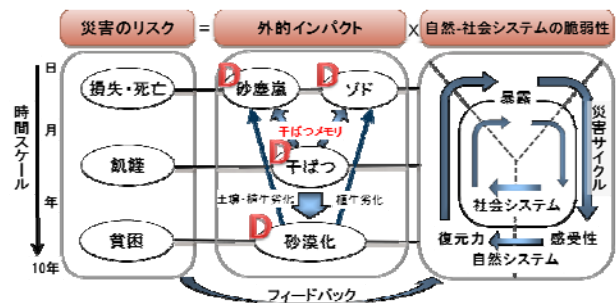 災害のリスク = 外的インパクト x 自然-社会システムの脆弱性
日
月
年
10年
時間スケール
損失・死亡
飢饉
貧困
D 砂塵嵐
D ゾド
干ばつメモリ
D 干ばつ
土壌・植生劣化
植生劣化
D 砂漠化
暴露
社会システム
復元力
感受性
自然システム
災害サイクル
フィードバック